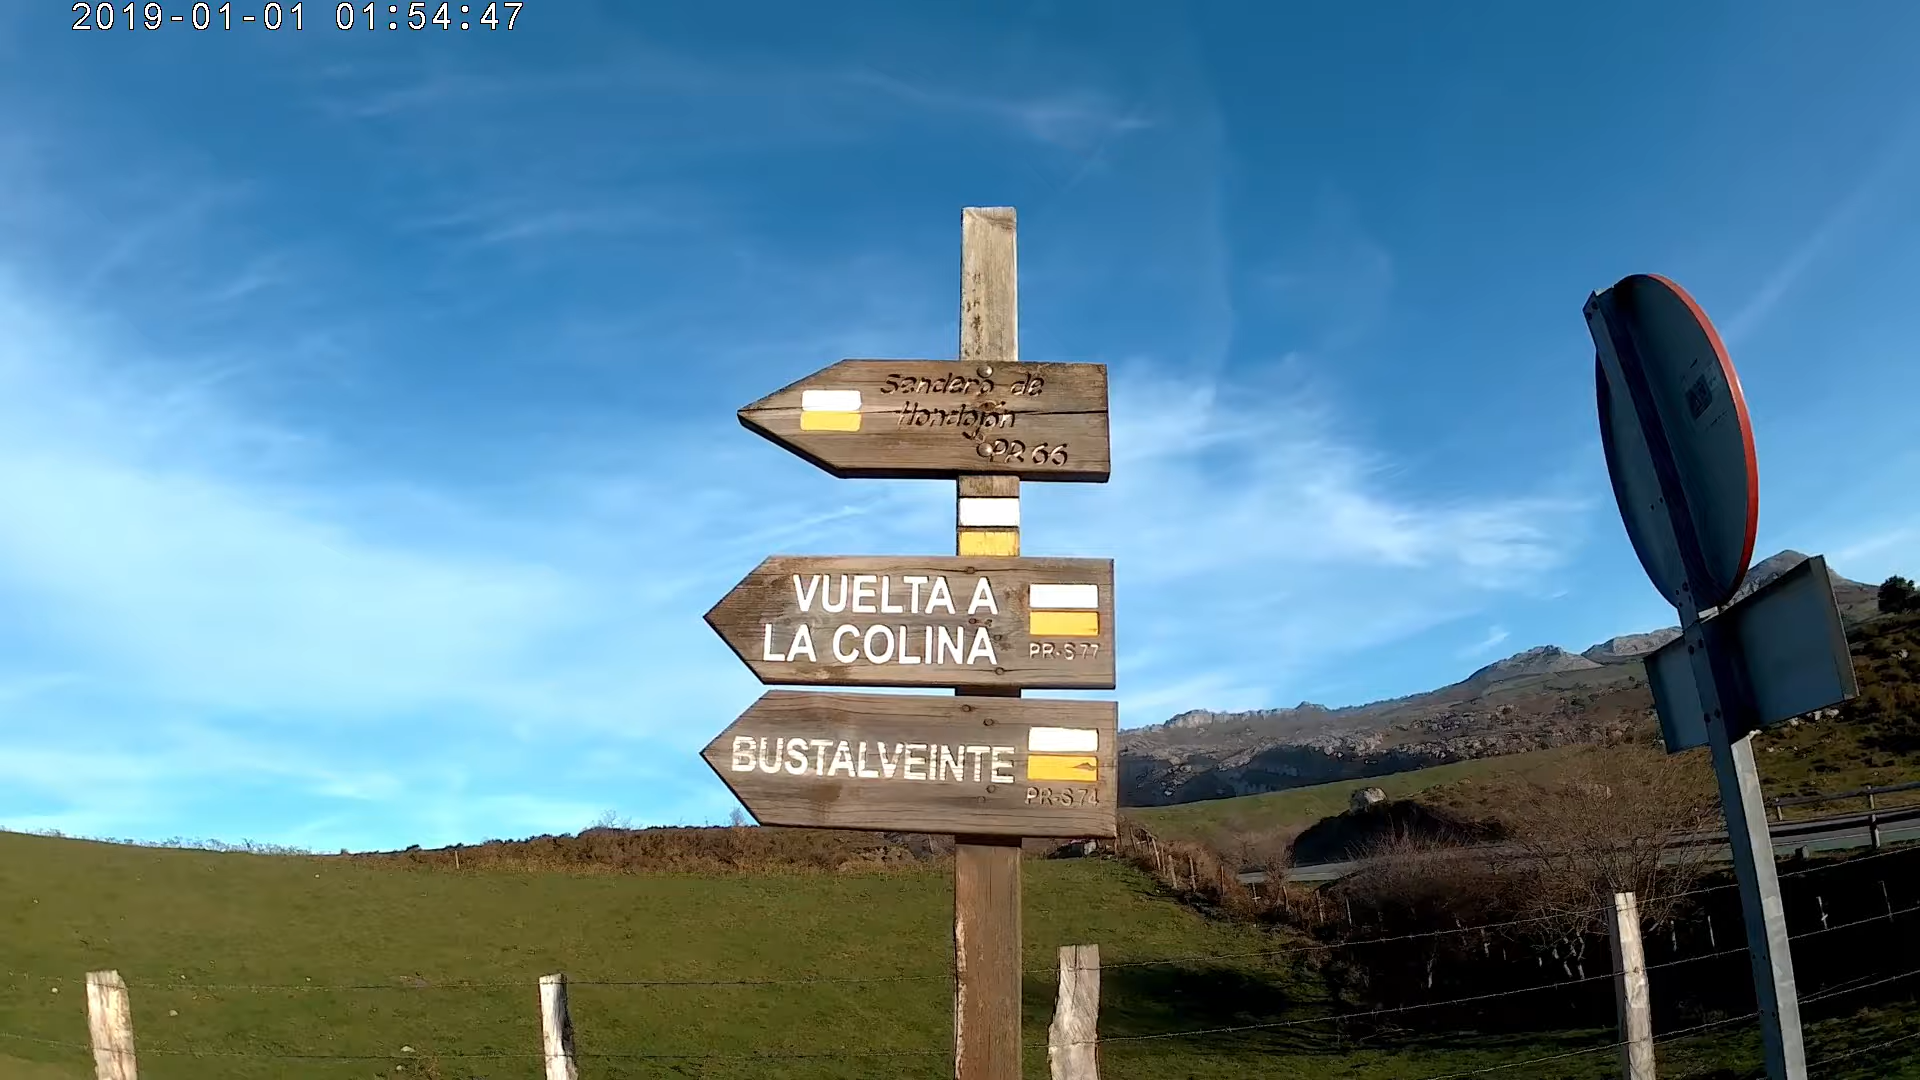 2019-01-01 01:54:47
Sendero de
Hondojón
PR 66
VUELTA A
LA COLINA
PR-S 77
BUSTALVEINTE
PR-S 74